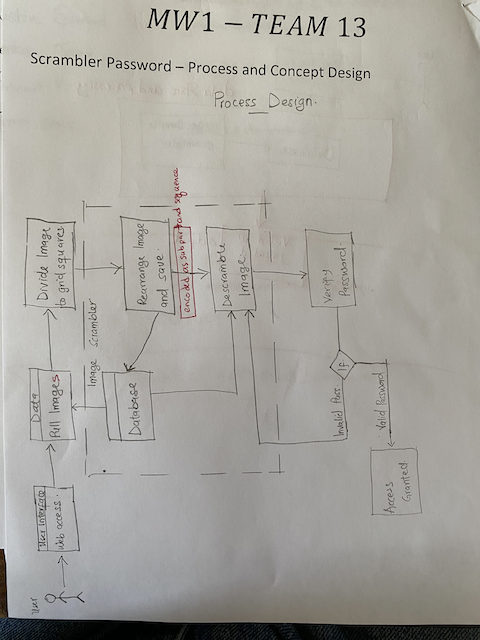 MW1 – TEAM 13
Scrambler Password – Process and Concept Design
Process Design.
User
User Interface
Web access.
Data
Pull Images
Divide Image
to grid squares
Image Scrambler
Rearrange Image
and save.
encoded as subpart and sequence
Database
Descramble
Image.
Verify
Password.
If
Invalid Pass
Valid Password
Access
Granted